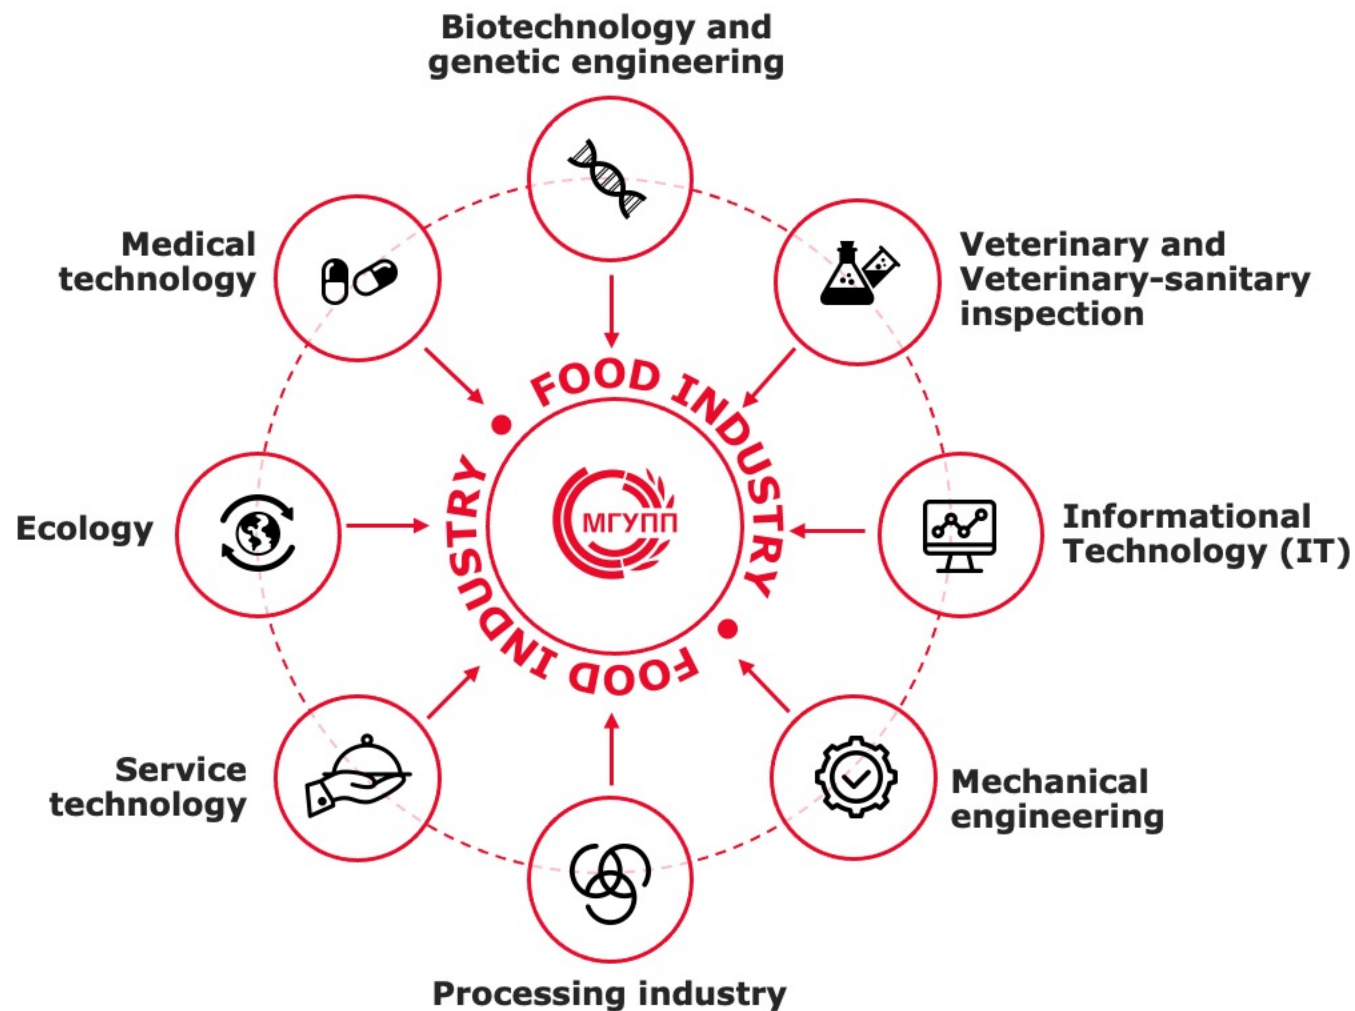 Biotechnology and
genetic engineering
Medical
technology
Veterinary and
Veterinary-sanitary
inspection
FOOD INDUSTRY
•
FOOD INDUSTRY
•
МГУПП
Ecology
Informational
Technology (IT)
Service
technology
Mechanical
engineering
Processing industry